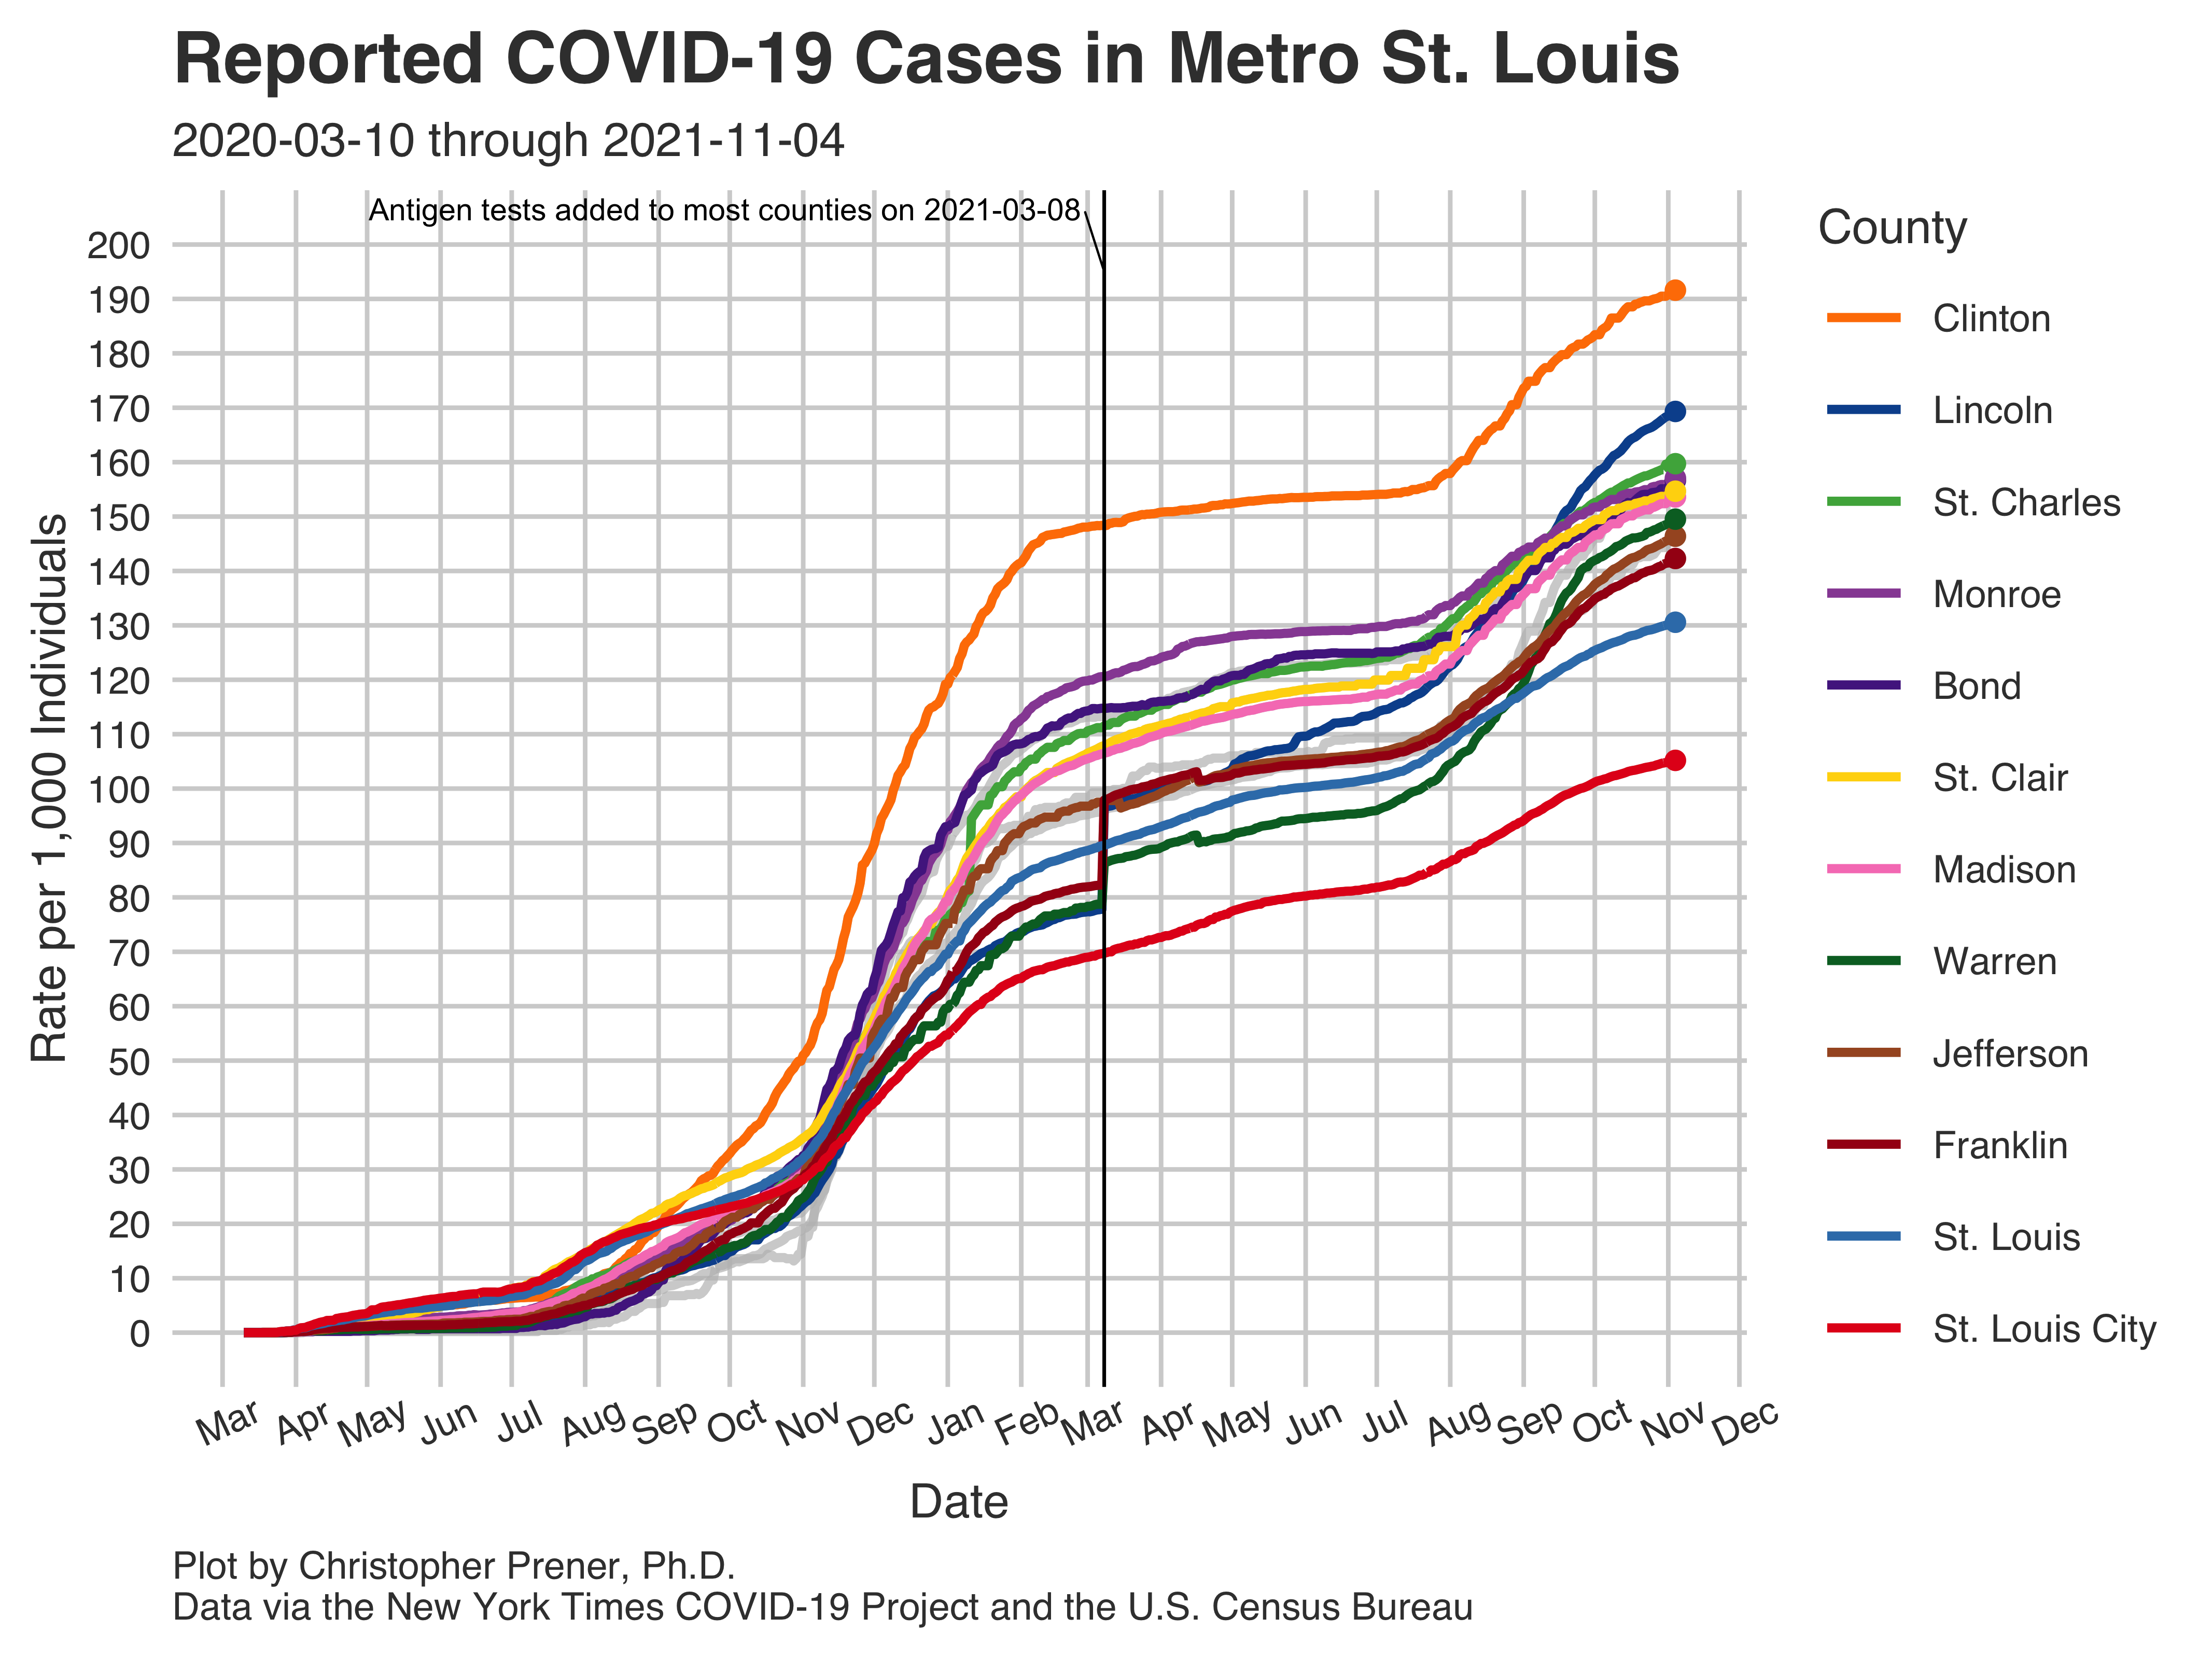 Reported COVID-19 Cases in Metro St. Louis
2020-03-10 through 2021-11-04
Antigen tests added to most counties on 2021-03-08
200
190
180
170
160
150
140
130
120
110
100
90
80
70
60
50
40
30
20
10
0
Rate per 1,000 Individuals
Mar Apr May Jun Jul Aug Sep Oct Nov Dec Jan Feb Mar Apr May Jun Jul Aug Sep Oct Nov Dec
Date
County
Clinton
Lincoln
St. Charles
Monroe
Bond
St. Clair
Madison
Warren
Jefferson
Franklin
St. Louis
St. Louis City
Plot by Christopher Prener, Ph.D.
Data via the New York Times COVID-19 Project and the U.S. Census Bureau